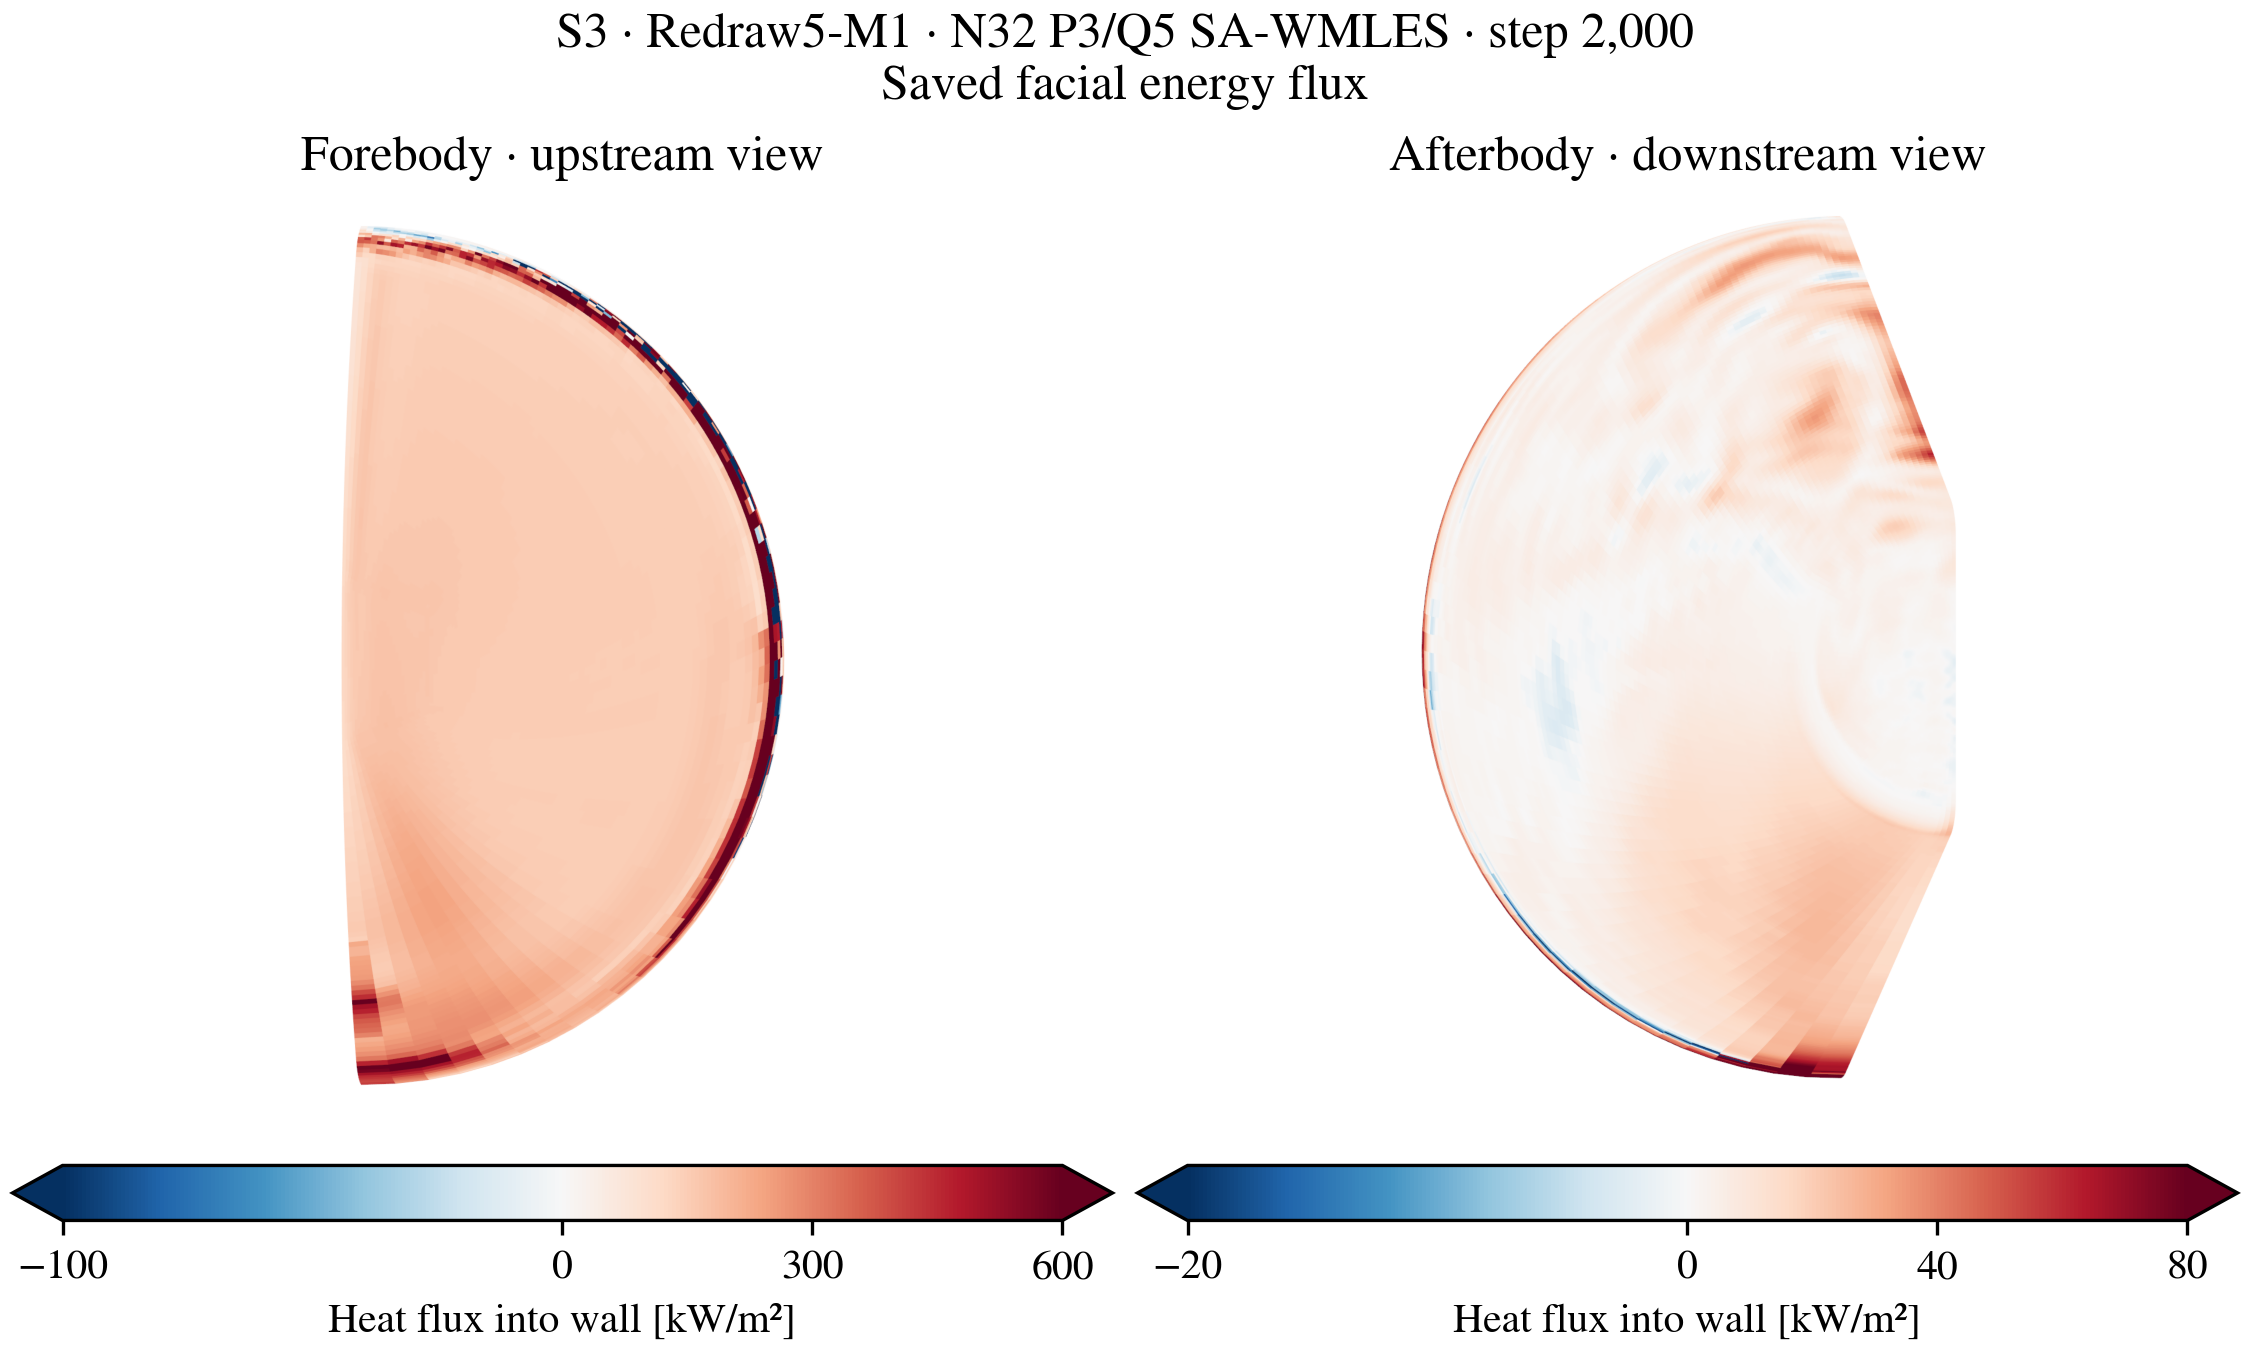 S3 · Redraw5-M1 · N32 P3/Q5 SA-WMLES · step 2,000
Saved facial energy flux
Forebody · upstream view
Afterbody · downstream view
−100 0 300 600
Heat flux into wall [kW/m²]
−20 0 40 80
Heat flux into wall [kW/m²]